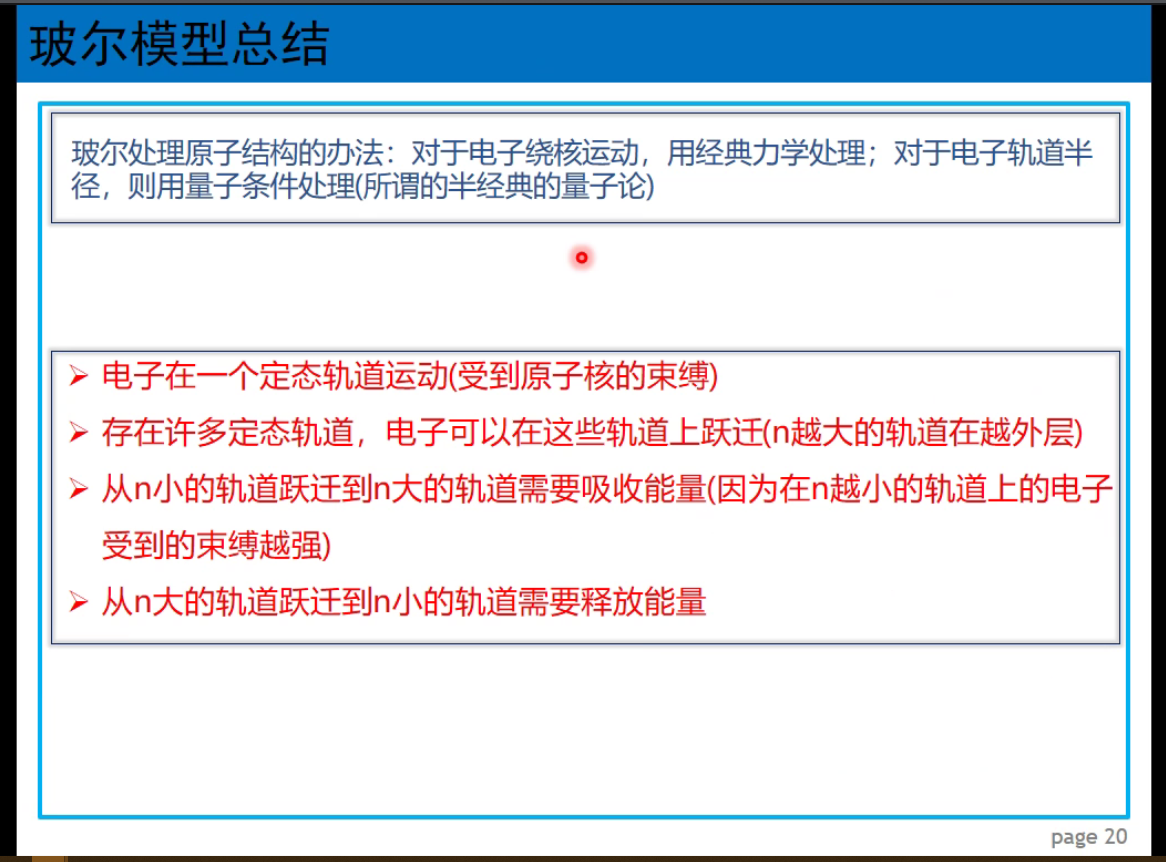 玻尔模型总结
玻尔处理原子结构的办法：对于电子绕核运动，用经典力学处理；对于电子轨道半
径，则用量子条件处理(所谓的半经典的量子论)
➢ 电子在一个定态轨道运动(受到原子核的束缚)
➢ 存在许多定态轨道，电子可以在这些轨道上跃迁(n越大的轨道在越外层)
➢ 从n小的轨道跃迁到n大的轨道需要吸收能量(因为在n越小的轨道上的电子
受到的束缚越强)
➢ 从n大的轨道跃迁到n小的轨道需要释放能量
page 20